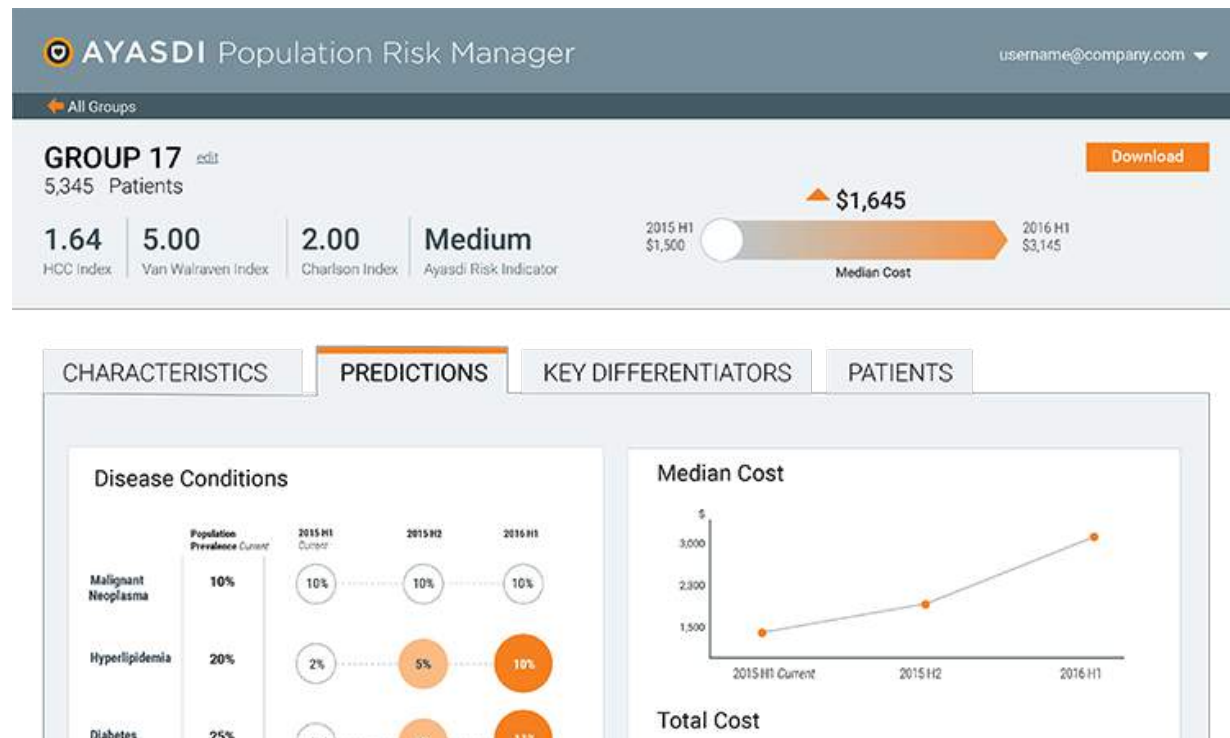 AYASDI Population Risk Manager
username@company.com
All Groups
GROUP 17 edit
5,345 Patients
Download
1.64
HCC Index
5.00
Van Walraven Index
2.00
Charlson Index
Medium
Ayasdi Risk Indicator
$1,645
2015 H1
$1,500
2016 H1
$3,145
Median Cost
CHARACTERISTICS
PREDICTIONS
KEY DIFFERENTIATORS
PATIENTS
Disease Conditions
Population
Prevalence Current
2015 H1
Current
2015 H2
2016 H1
Malignant
Neoplasma
10%
10%
10%
10%
Hyperlipidemia
20%
2%
5%
10%
Diabetes
25%
Median Cost
$
3,000
2,300
1,500
2015 H1 Current
2015 H2
2016 H1
Total Cost